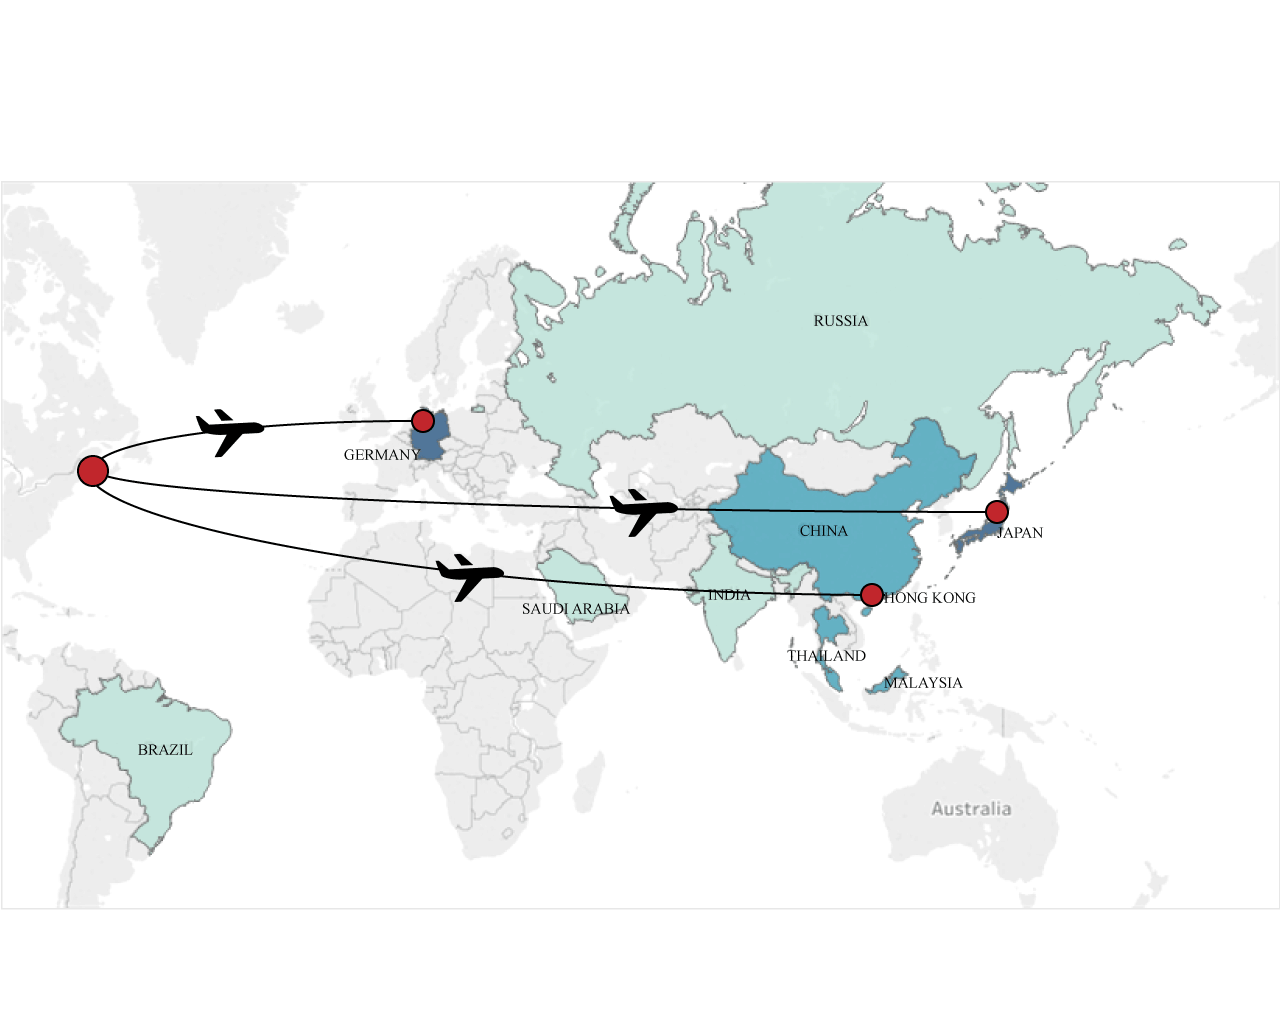 RUSSIA
GERMANY
CHINA
JAPAN
INDIA
HONG KONG
SAUDI ARABIA
THAILAND
MALAYSIA
BRAZIL
Australia